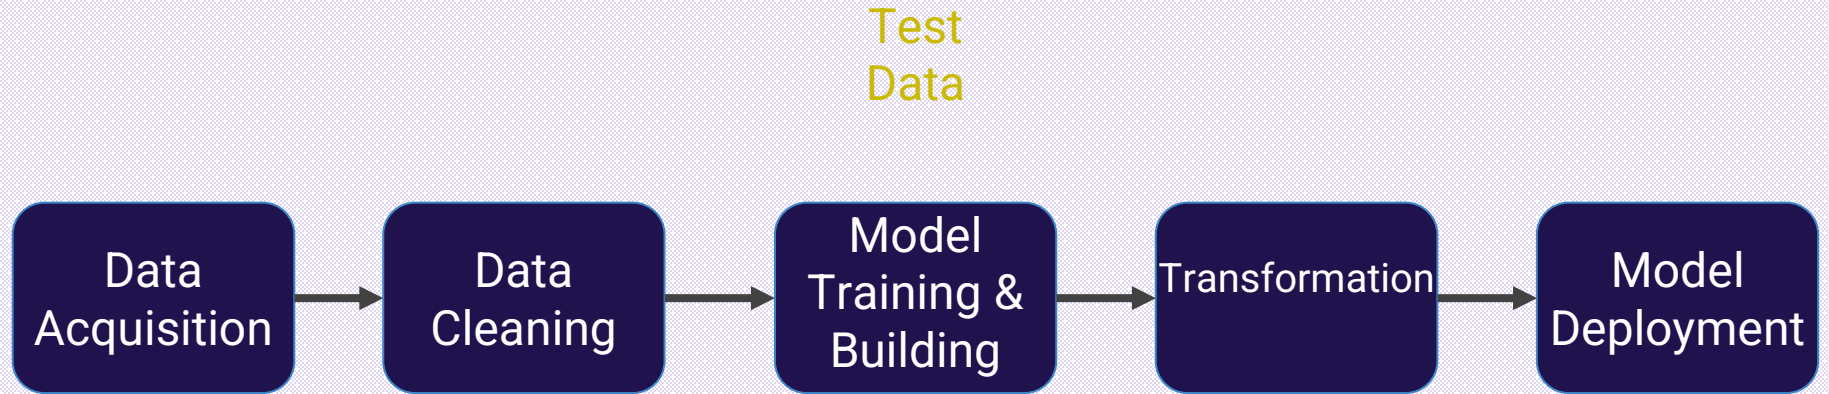 Test
Data
Data
Acquisition
Data
Cleaning
Model
Training &
Building
Transformation
Model
Deployment